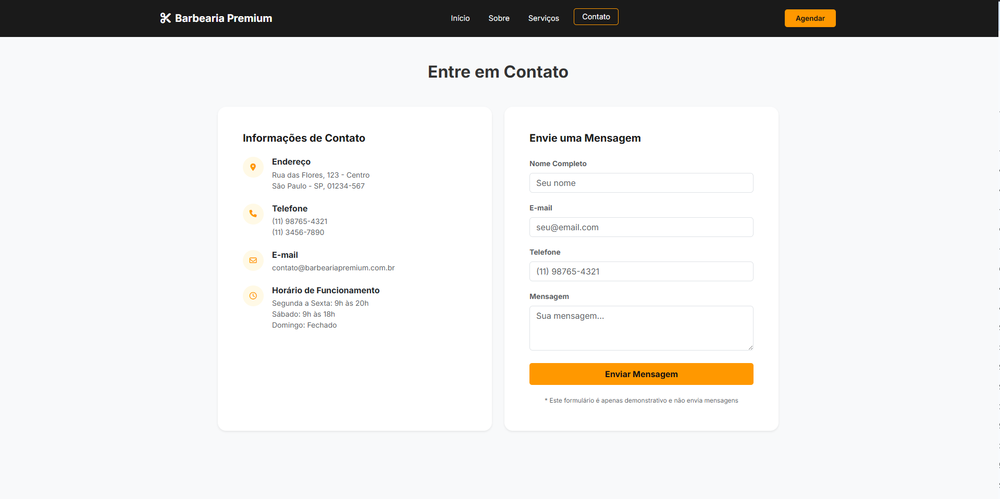 Barbearia Premium
Início
Sobre
Serviços
Contato
Agendar
Entre em Contato
Informações de Contato
Endereço
Rua das Flores, 123 - Centro
São Paulo - SP, 01234-567
Telefone
(11) 98765-4321
(11) 3456-7890
E-mail
contato@barbeariapremium.com.br
Horário de Funcionamento
Segunda a Sexta: 9h às 20h
Sábado: 9h às 18h
Domingo: Fechado
Envie uma Mensagem
Nome Completo
Seu nome
E-mail
seu@email.com
Telefone
(11) 98765-4321
Mensagem
Sua mensagem...
Enviar Mensagem
* Este formulário é apenas demonstrativo e não envia mensagens